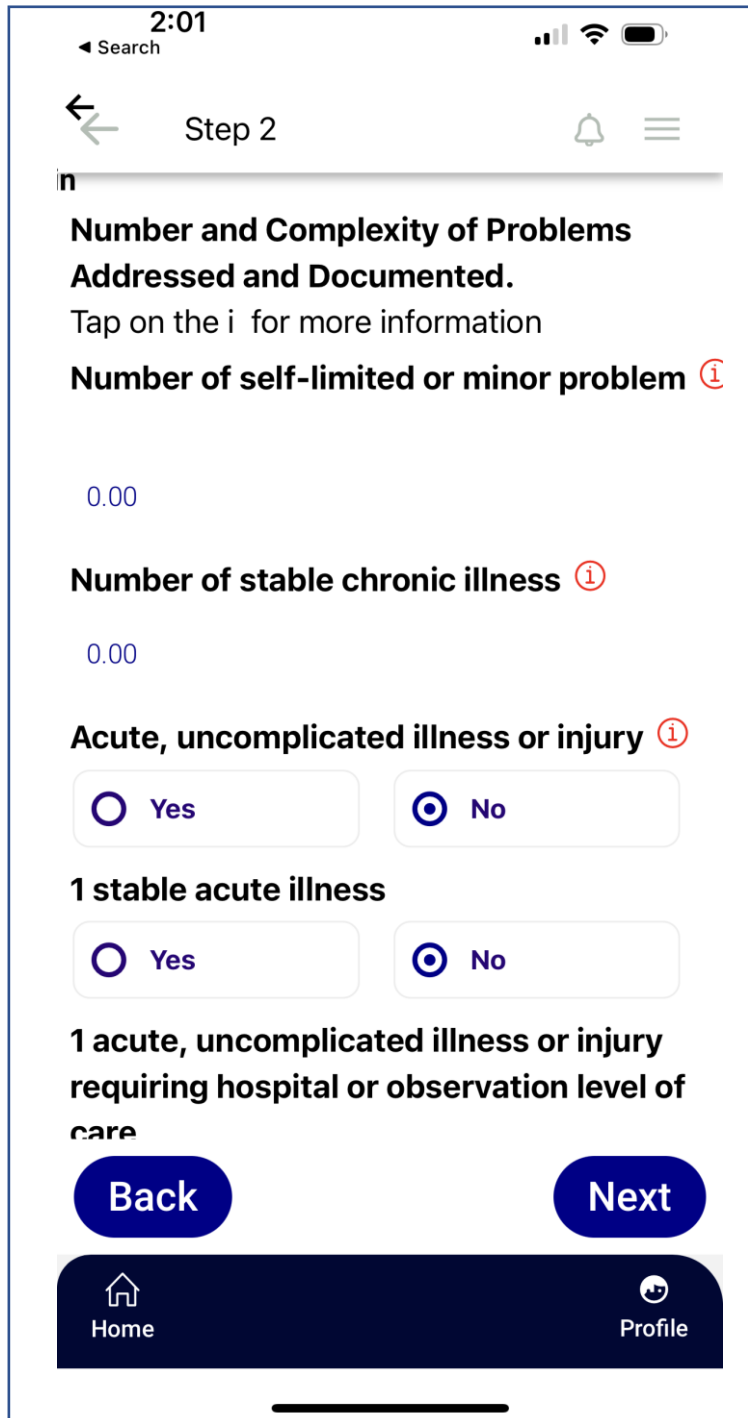 2:01
◄ Search
Step 2
in
Number and Complexity of Problems
Addressed and Documented.
Tap on the i for more information
Number of self-limited or minor problem i
0.00
Number of stable chronic illness i
0.00
Acute, uncomplicated illness or injury i
Yes No
1 stable acute illness
Yes No
1 acute, uncomplicated illness or injury
requiring hospital or observation level of
care
Back Next
Home Profile